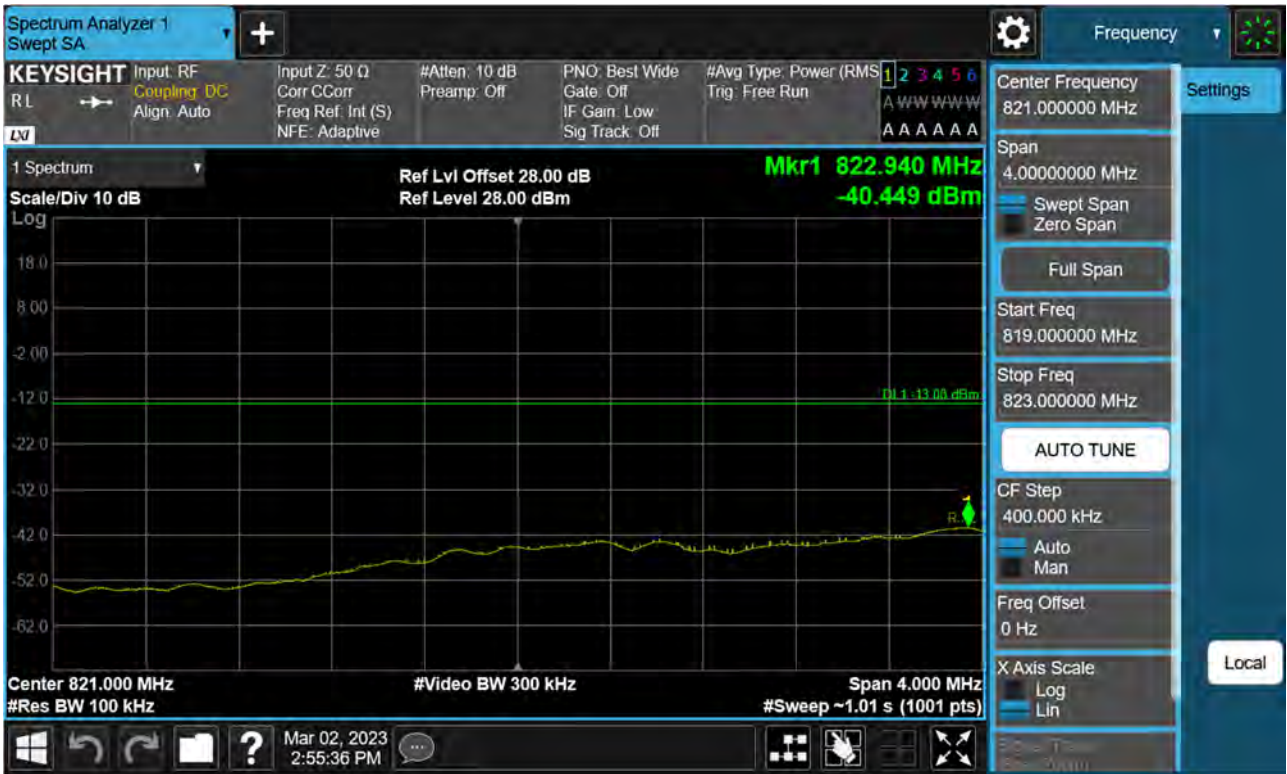 Spectrum Analyzer 1
Swept SA
Frequency
KEYSIGHT
RL
LXI
Input: RF
Coupling: DC
Align: Auto
Input Z: 50 Ω
Corr CCorr
Freq Ref: Int (S)
NFE: Adaptive
#Atten: 10 dB
Preamp: Off
PNO: Best Wide
Gate: Off
IF Gain: Low
Sig Track: Off
#Avg Type: Power (RMS
Trig: Free Run
1 2 3 4 5 6
A W W W W W
A A A A A A
1 Spectrum
Scale/Div 10 dB
Ref Lvl Offset 28.00 dB
Ref Level 28.00 dBm
Mkr1 822.940 MHz
-40.449 dBm
Log
18.0
8.00
-2.00
-12.0
-22.0
-32.0
-42.0
-52.0
-62.0
DL1 -13.00 dBm
1
Center 821.000 MHz
#Video BW 300 kHz
Span 4.000 MHz
#Res BW 100 kHz
#Sweep ~1.01 s (1001 pts)
Mar 02, 2023
2:55:36 PM
?
Center Frequency
821.000000 MHz
Settings
Span
4.00000000 MHz
Swept Span
Zero Span
Full Span
Start Freq
819.000000 MHz
Stop Freq
823.000000 MHz
AUTO TUNE
CF Step
400.000 kHz
Auto
Man
Freq Offset
0 Hz
X Axis Scale
Log
Lin
Local